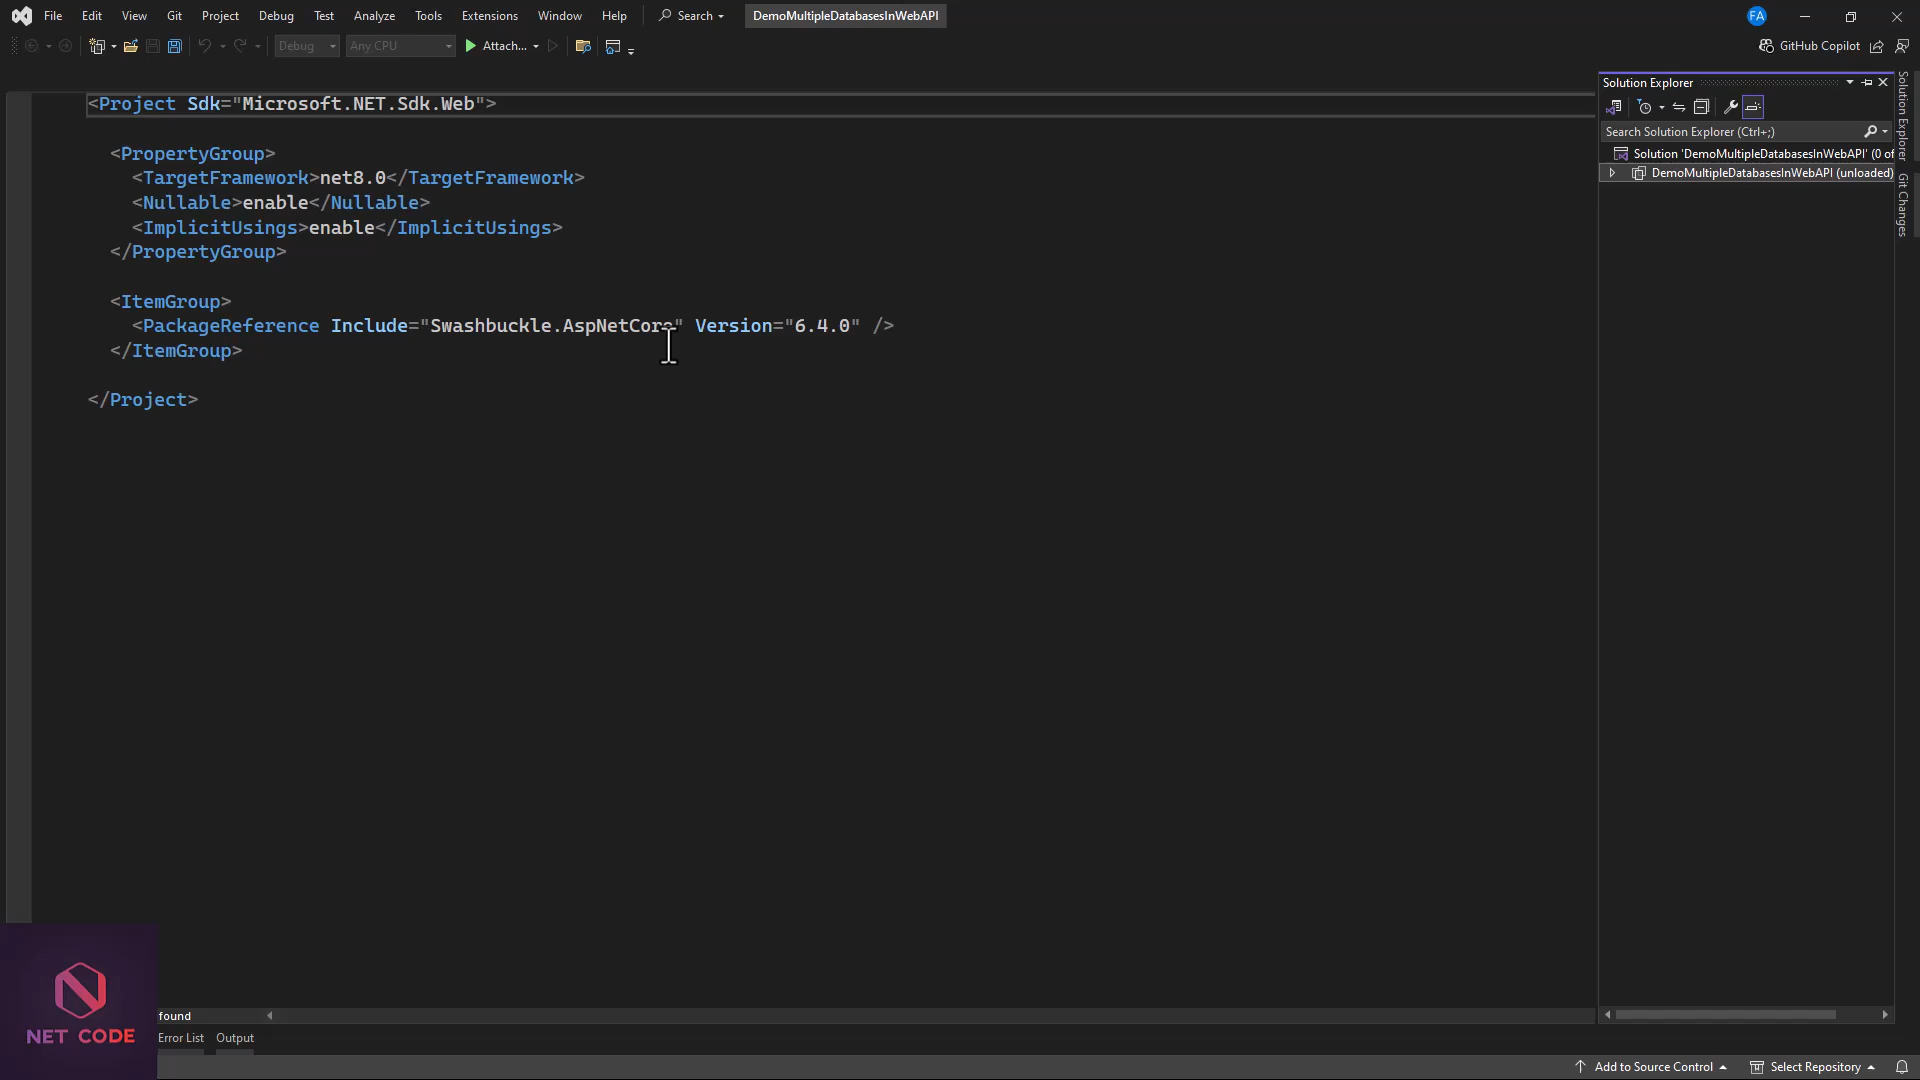 File Edit View Git Project Debug Test Analyze Tools Extensions Window Help Search DemoMultipleDatabasesInWebAPI FA
Debug Any CPU Attach... GitHub Copilot
<Project Sdk="Microsoft.NET.Sdk.Web">
<PropertyGroup>
<TargetFramework>net8.0</TargetFramework>
<Nullable>enable</Nullable>
<ImplicitUsings>enable</ImplicitUsings>
</PropertyGroup>
<ItemGroup>
<PackageReference Include="Swashbuckle.AspNetCore" Version="6.4.0" />
</ItemGroup>
</Project>
Solution Explorer
Search Solution Explorer (Ctrl+;)
Solution 'DemoMultipleDatabasesInWebAPI' (0 of
DemoMultipleDatabasesInWebAPI (unloaded)
Solution Explorer
Git Changes
found
Error List Output
NET CODE
Add to Source Control Select Repository